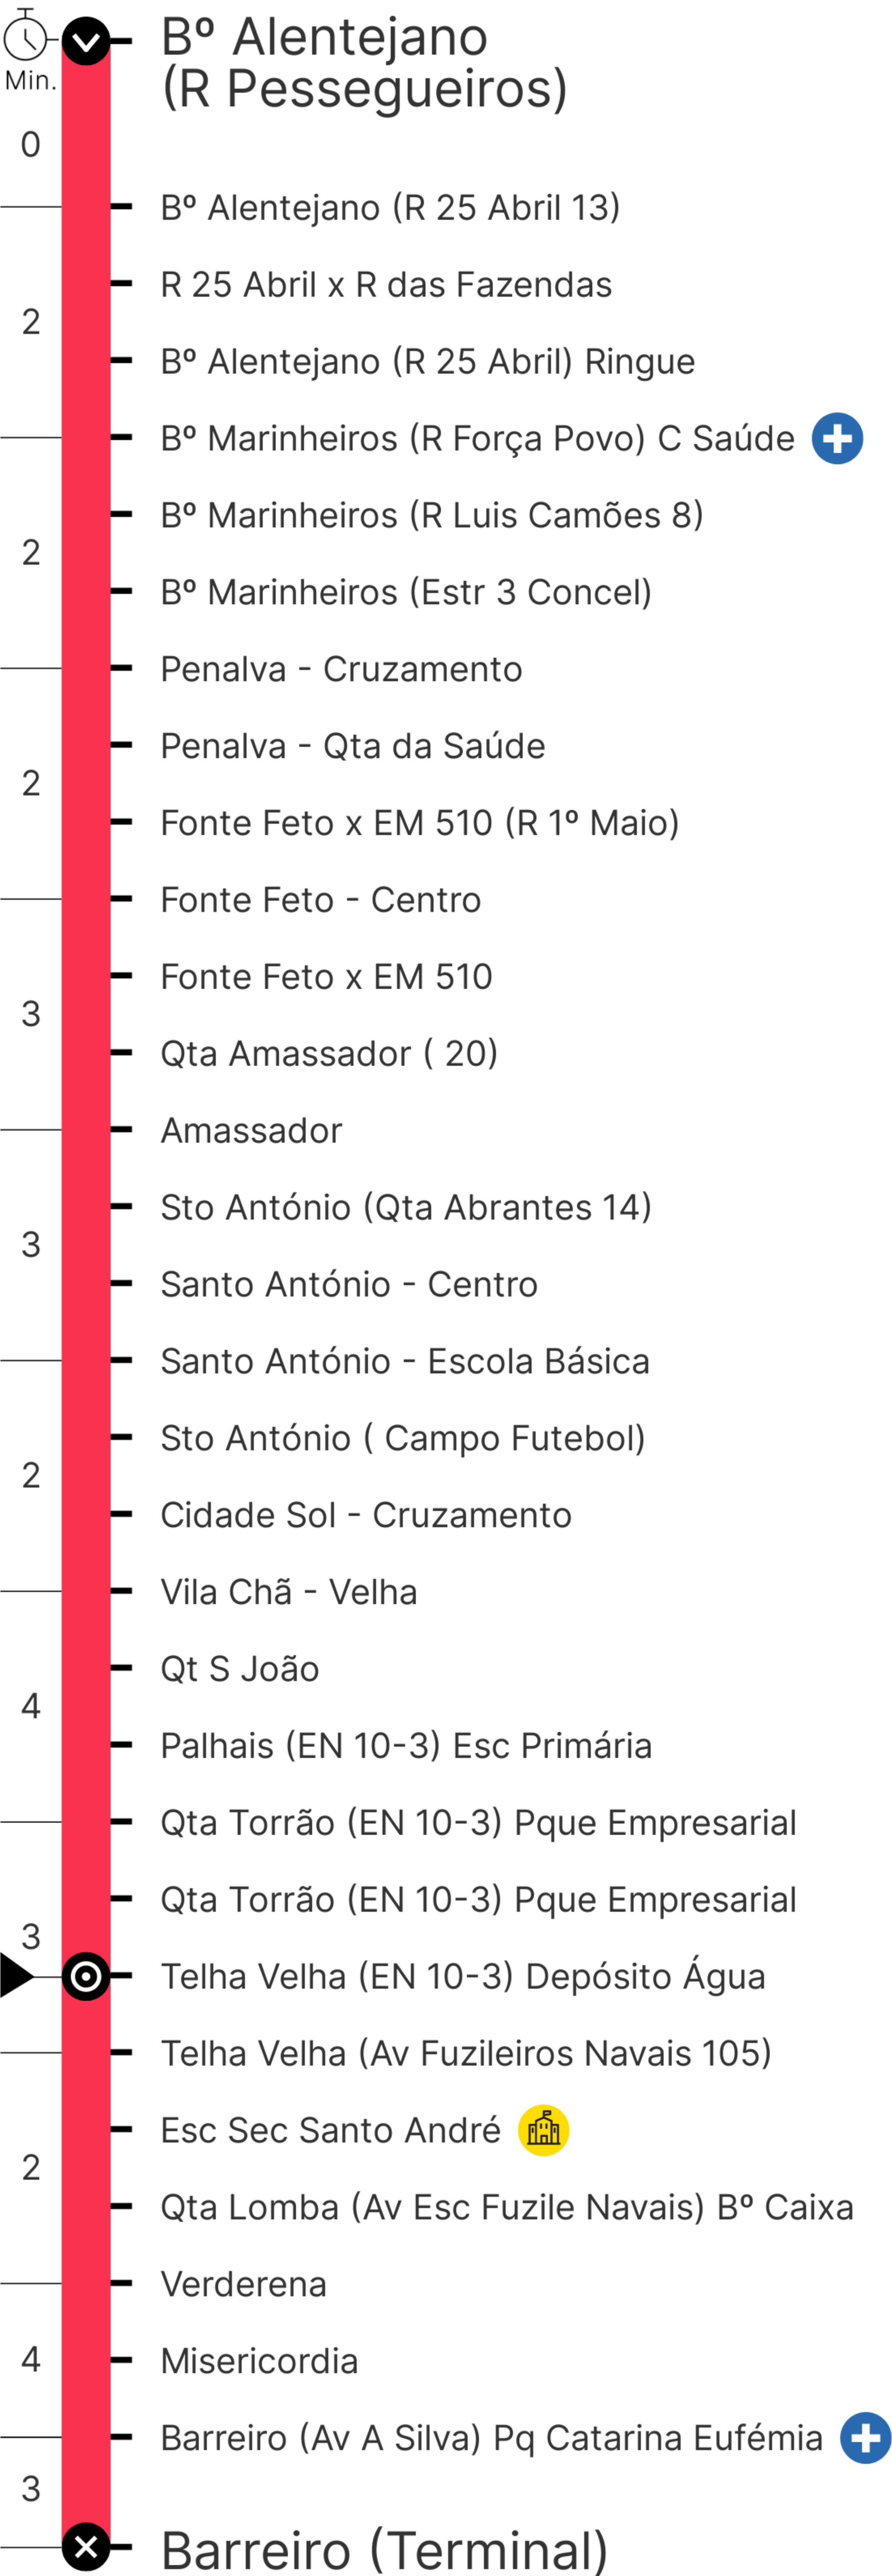 Bº Alentejano
(R Pessegueiros)
Min.
0
Bº Alentejano (R 25 Abril 13)
R 25 Abril x R das Fazendas
2
Bº Alentejano (R 25 Abril) Ringue
Bº Marinheiros (R Força Povo) C Saúde
Bº Marinheiros (R Luis Camões 8)
2
Bº Marinheiros (Estr 3 Concel)
Penalva - Cruzamento
Penalva - Qta da Saúde
2
Fonte Feto x EM 510 (R 1º Maio)
Fonte Feto - Centro
Fonte Feto x EM 510
3
Qta Amassador ( 20)
Amassador
Sto António (Qta Abrantes 14)
3
Santo António - Centro
Santo António - Escola Básica
Sto António ( Campo Futebol)
2
Cidade Sol - Cruzamento
Vila Chã - Velha
Qt S João
4
Palhais (EN 10-3) Esc Primária
Qta Torrão (EN 10-3) Pque Empresarial
Qta Torrão (EN 10-3) Pque Empresarial
3
Telha Velha (EN 10-3) Depósito Água
Telha Velha (Av Fuzileiros Navais 105)
Esc Sec Santo André
2
Qta Lomba (Av Esc Fuzile Navais) Bº Caixa
Verderena
4
Misericordia
Barreiro (Av A Silva) Pq Catarina Eufémia
3
Barreiro (Terminal)